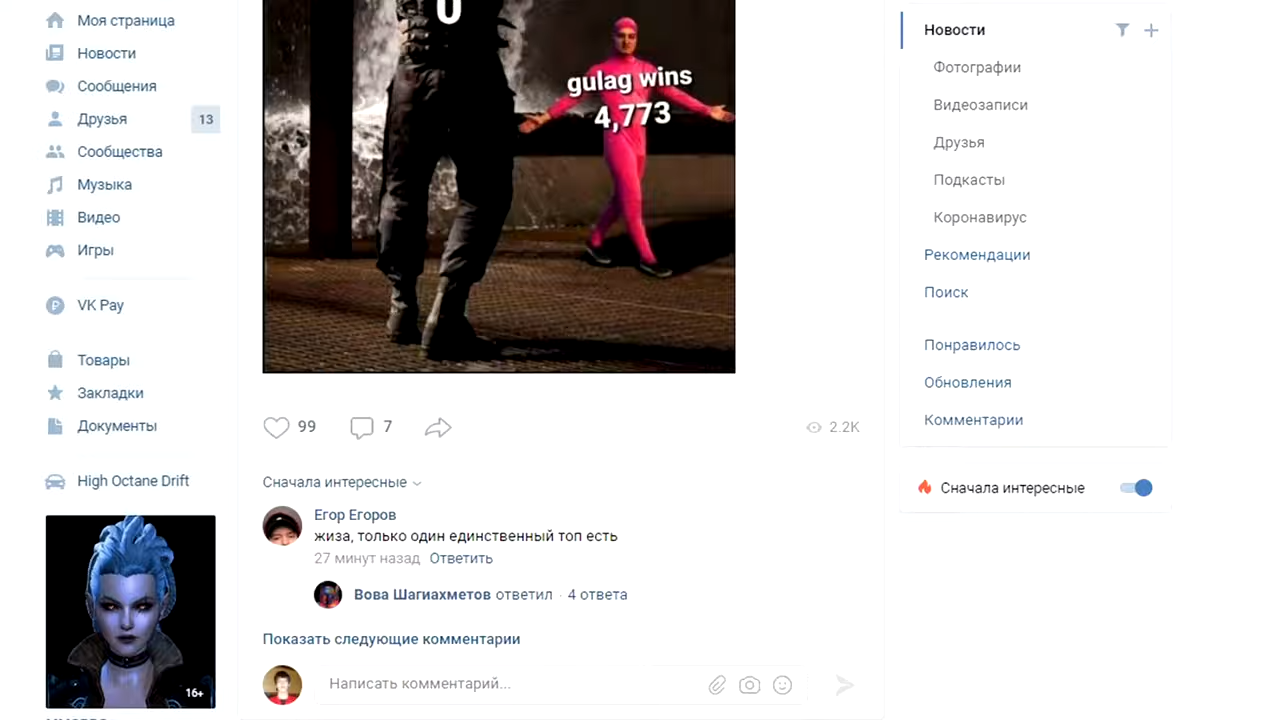 Моя страница
Новости
Сообщения
Друзья 13
Сообщества
Музыка
Видео
Игры
VK Pay
Товары
Закладки
Документы
High Octane Drift
16+
0
gulag wins
4,773
99 7 2.2K
Сначала интересные
Егор Егоров
жиза, только один единственный топ есть
27 минут назад Ответить
Вова Шагиахметов ответил · 4 ответа
Показать следующие комментарии
Написать комментарий...
Новости
Фотографии
Видеозаписи
Друзья
Подкасты
Коронавирус
Рекомендации
Поиск
Понравилось
Обновления
Комментарии
Сначала интересные